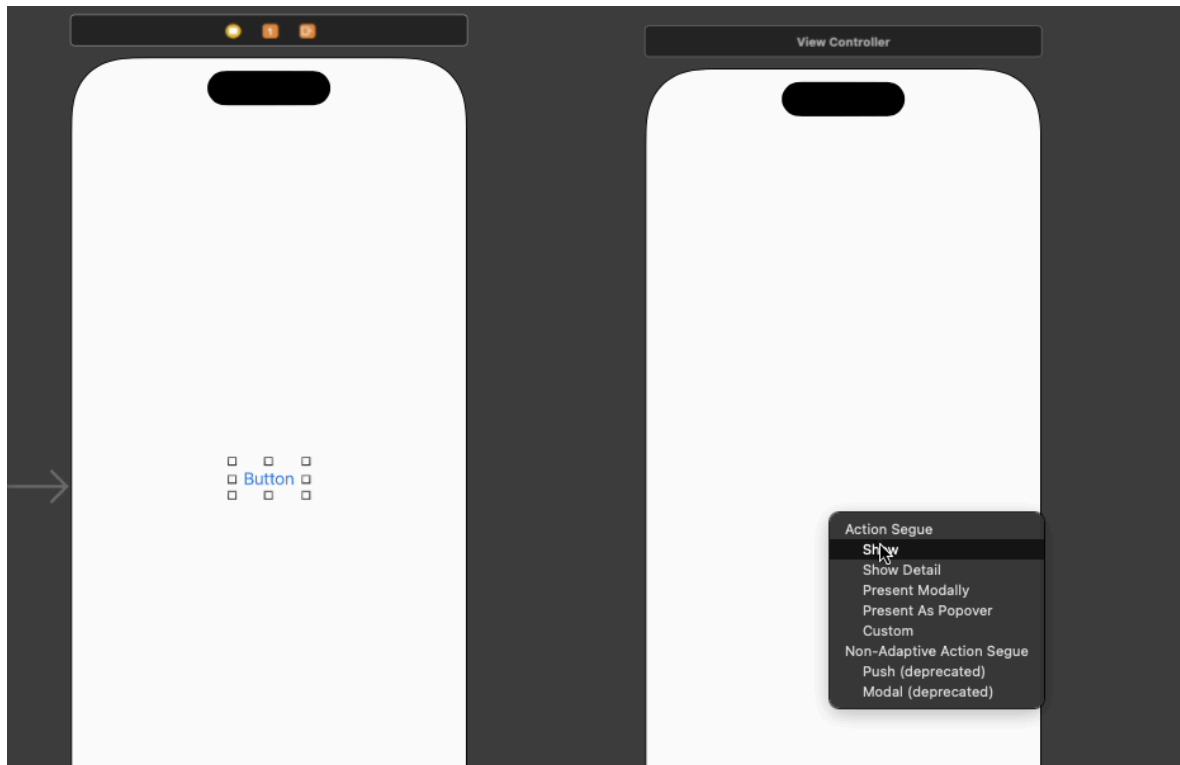 1
View Controller
Button
Action Segue
Show
Show Detail
Present Modally
Present As Popover
Custom
Non-Adaptive Action Segue
Push (deprecated)
Modal (deprecated)